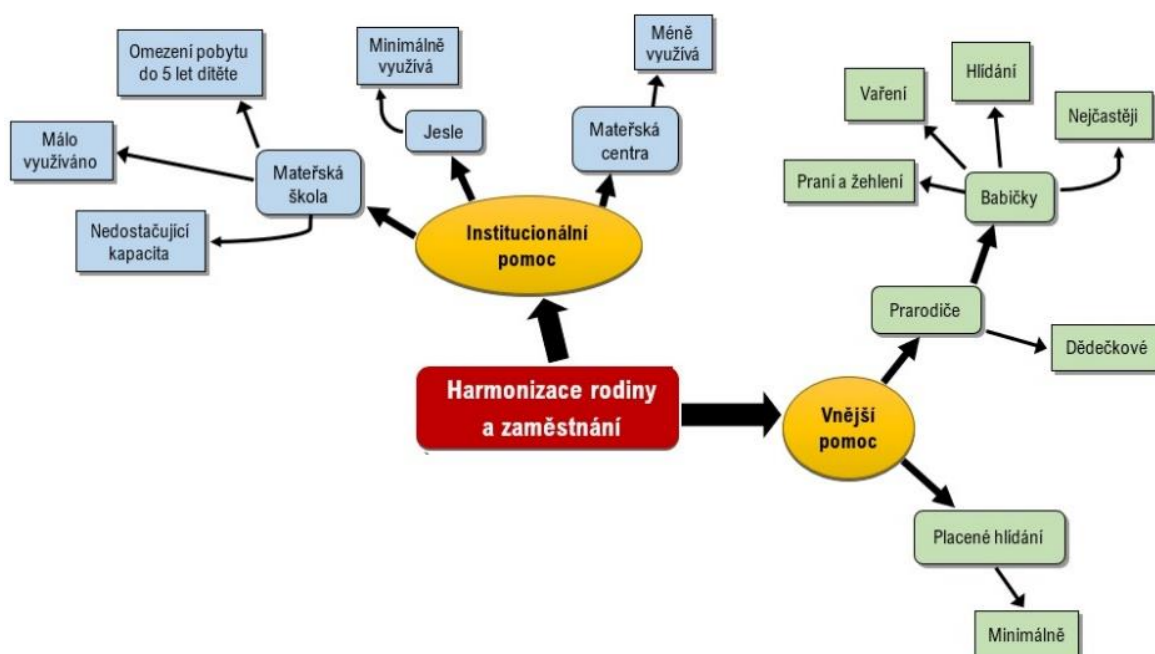 Omezení pobytu
do 5 let dítěte
Minimálně
využívá
Méně
využívá
Málo
využíváno
Mateřská
škola
Jesle
Mateřská
centra
Nedostačující
kapacita
Institucionální
pomoc
Vaření
Hlídání
Nejčastěji
Praní a žehlení
Babičky
Prarodiče
Dědečkové
Harmonizace rodiny
a zaměstnání
Vnější
pomoc
Placené hlídání
Minimálně